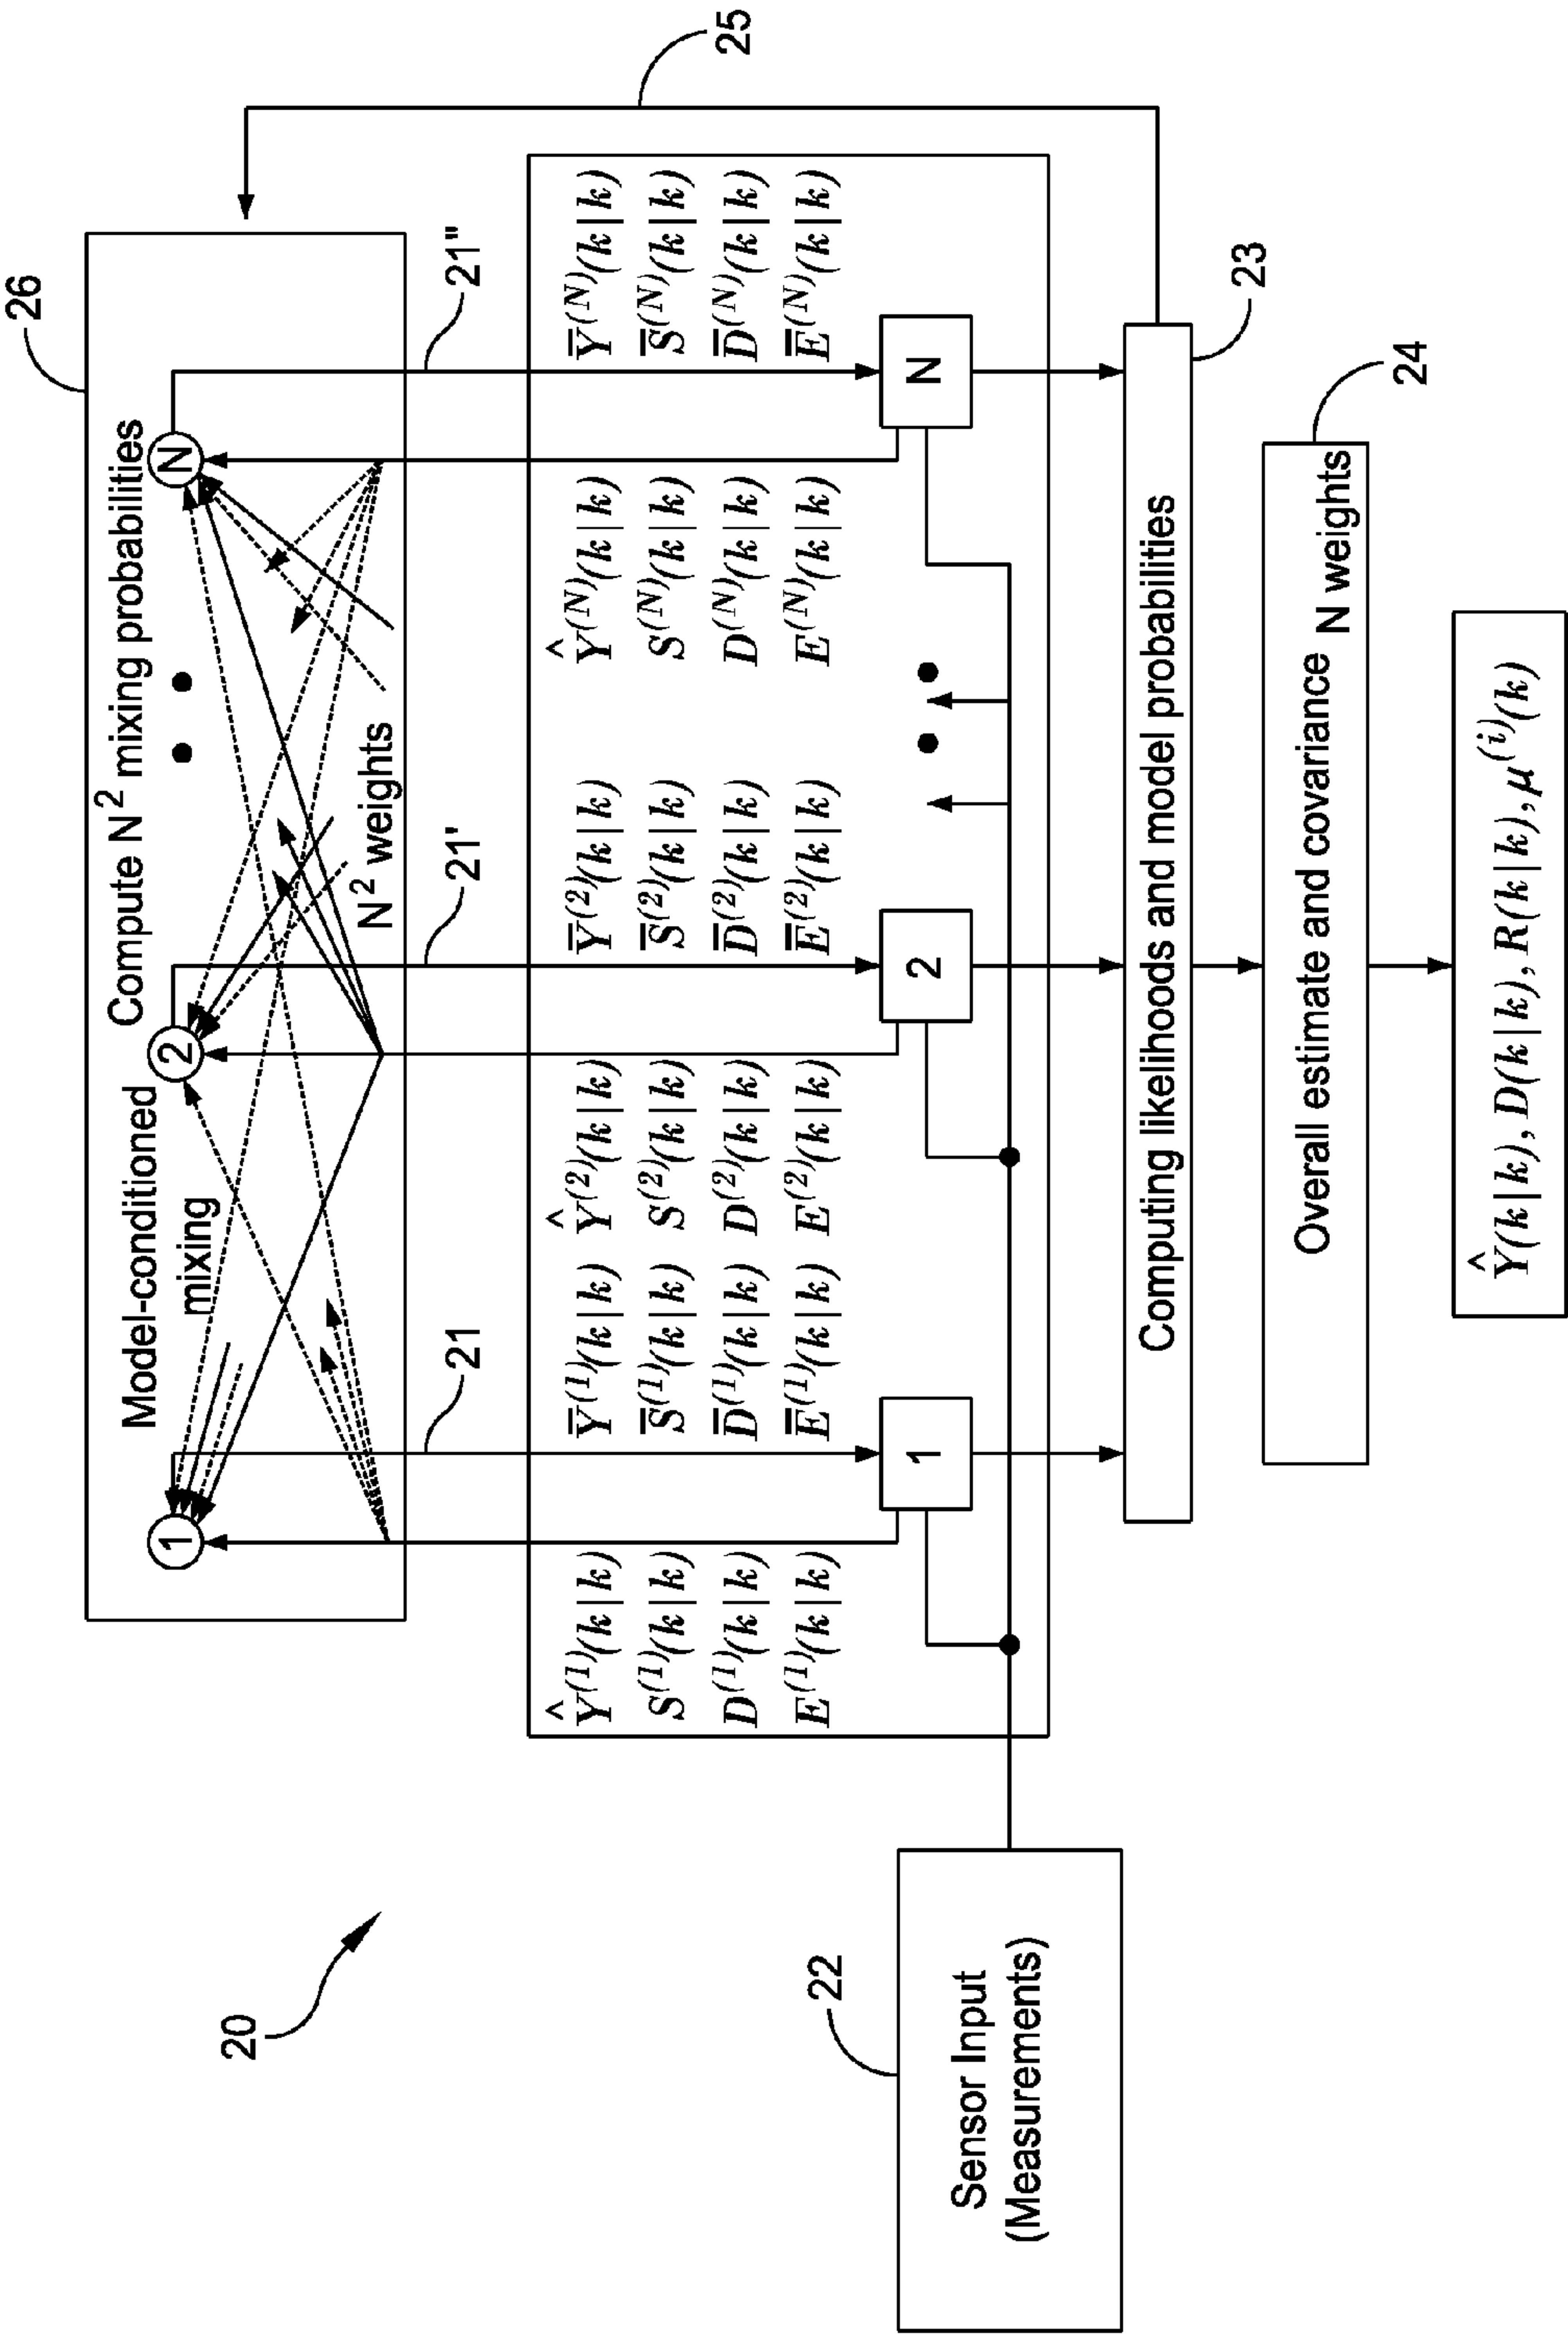 26
25
Model-conditioned
mixing
Compute N² mixing probabilities
1
2
N
N² weights
20
21
21'
21"
Ŷ⁽¹⁾(k|k)
S⁽¹⁾(k|k)
D⁽¹⁾(k|k)
E⁽¹⁾(k|k)
Y̅⁽¹⁾(k|k)
S̅⁽¹⁾(k|k)
D̅⁽¹⁾(k|k)
E̅⁽¹⁾(k|k)
Ŷ⁽²⁾(k|k)
S⁽²⁾(k|k)
D⁽²⁾(k|k)
E⁽²⁾(k|k)
Y̅⁽²⁾(k|k)
S̅⁽²⁾(k|k)
D̅⁽²⁾(k|k)
E̅⁽²⁾(k|k)
Ŷ⁽ᴺ⁾(k|k)
S⁽ᴺ⁾(k|k)
D⁽ᴺ⁾(k|k)
E⁽ᴺ⁾(k|k)
Y̅⁽ᴺ⁾(k|k)
S̅⁽ᴺ⁾(k|k)
D̅⁽ᴺ⁾(k|k)
E̅⁽ᴺ⁾(k|k)
1
2
N
22
Sensor Input
(Measurements)
Computing likelihoods and model probabilities
23
Overall estimate and covariance N weights
24
Ŷ(k|k), D(k|k), R(k|k), μ⁽ⁱ⁾(k)